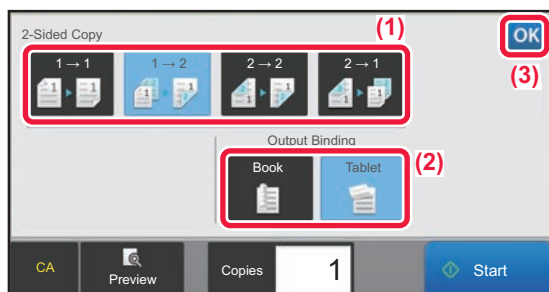 2-Sided Copy
(1)
OK
(3)
1 → 1
1 → 2
2 → 2
2 → 1
Output Binding
Book
Tablet
(2)
CA
Preview
Copies
1
Start